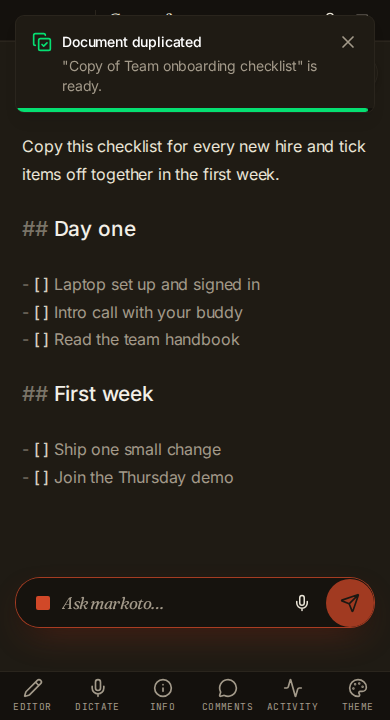 Document duplicated
"Copy of Team onboarding checklist" is
ready.
Copy this checklist for every new hire and tick
items off together in the first week.
## Day one
- [ ] Laptop set up and signed in
- [ ] Intro call with your buddy
- [ ] Read the team handbook
## First week
- [ ] Ship one small change
- [ ] Join the Thursday demo
Ask markoto...
EDITOR DICTATE INFO COMMENTS ACTIVITY THEME